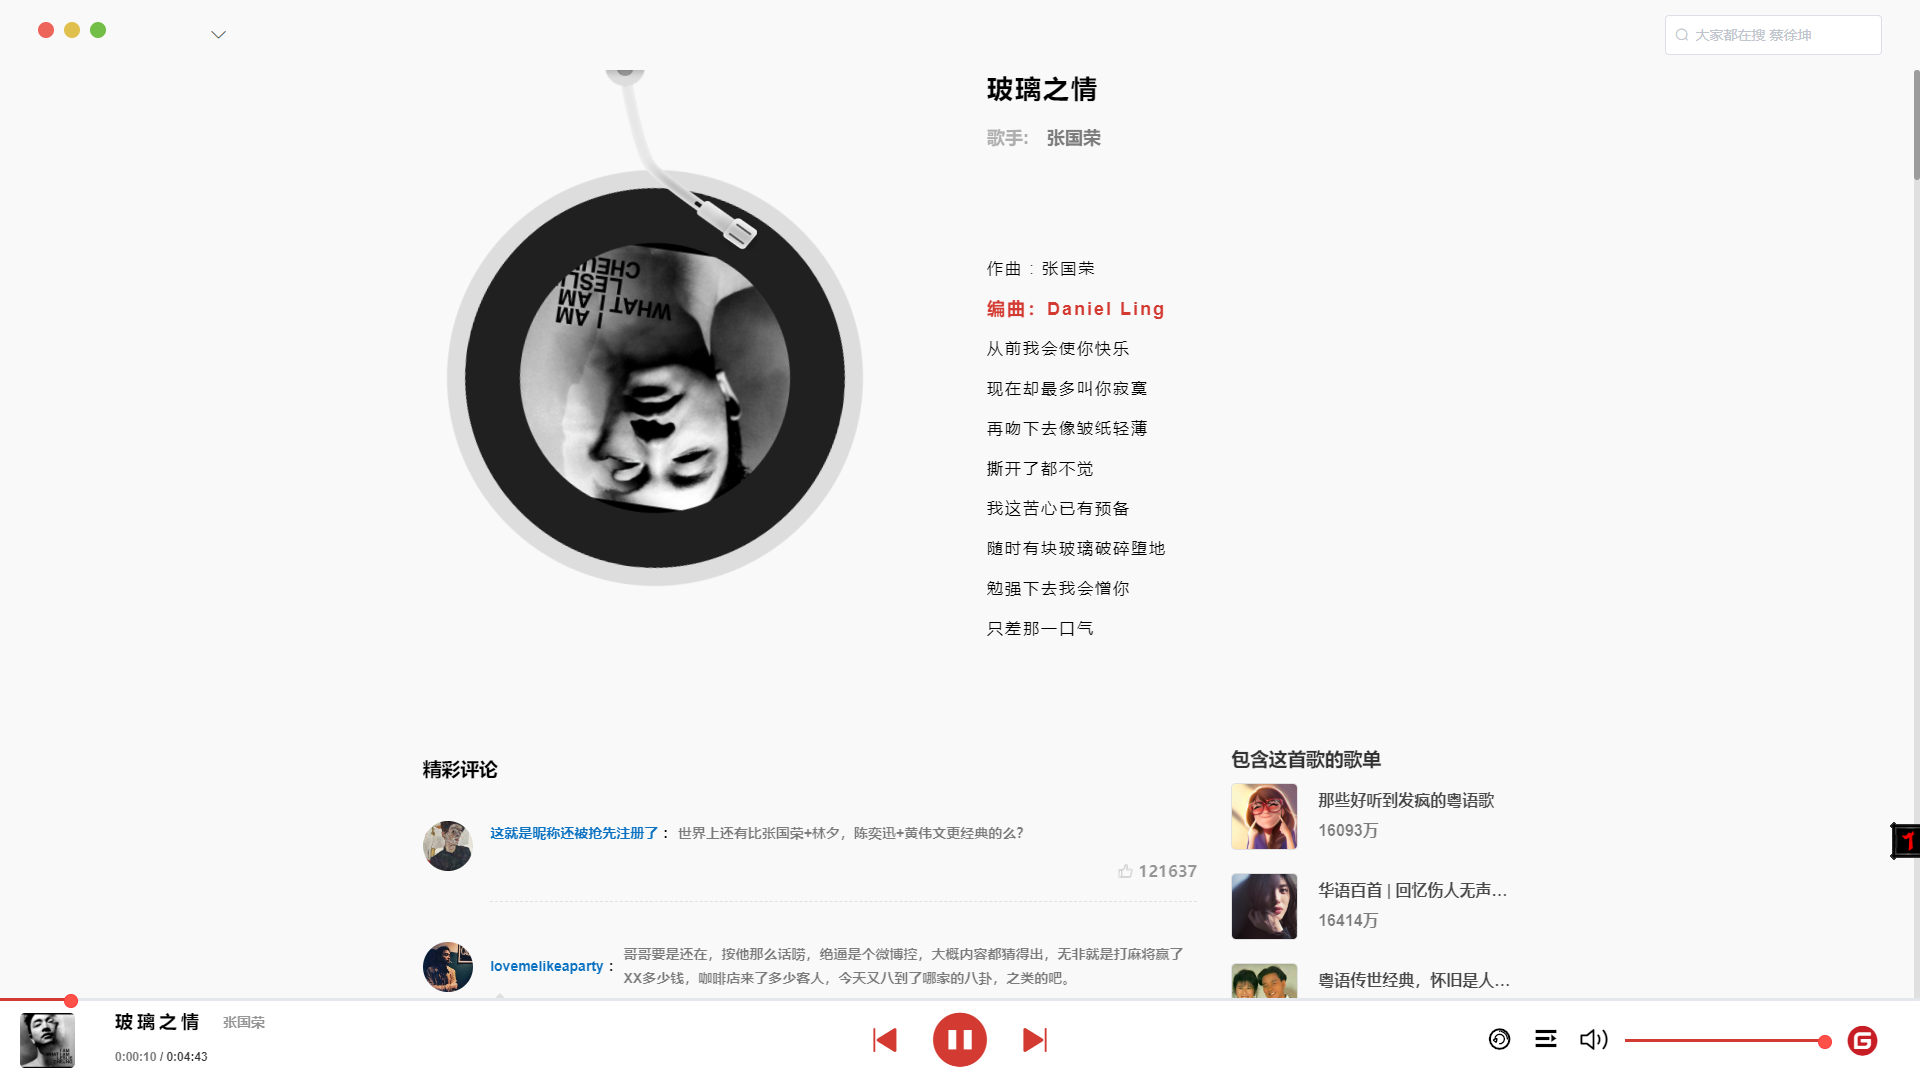 大家都在搜 蔡徐坤
玻璃之情
歌手: 张国荣
I AM
WHAT I AM
LESLIE
CHEUNG
作曲 : 张国荣
编曲：Daniel Ling
从前我会使你快乐
现在却最多叫你寂寞
再吻下去像皱纸轻薄
撕开了都不觉
我这苦心已有预备
随时有块玻璃破碎堕地
勉强下去我会憎你
只差那一口气
精彩评论
这就是昵称还被抢先注册了 : 世界上还有比张国荣+林夕，陈奕迅+黄伟文更经典的么?
121637
lovemelikeaparty : 哥哥要是还在，按他那么话唠，绝逼是个微博控，大概内容都猜得出，无非就是打麻将赢了
XX多少钱，咖啡店来了多少客人，今天又八到了哪家的八卦，之类的吧。
包含这首歌的歌单
那些好听到发疯的粤语歌
16093万
华语百首 | 回忆伤人无声...
16414万
粤语传世经典，怀旧是人...
玻璃之情 张国荣
0:00:10 / 0:04:43